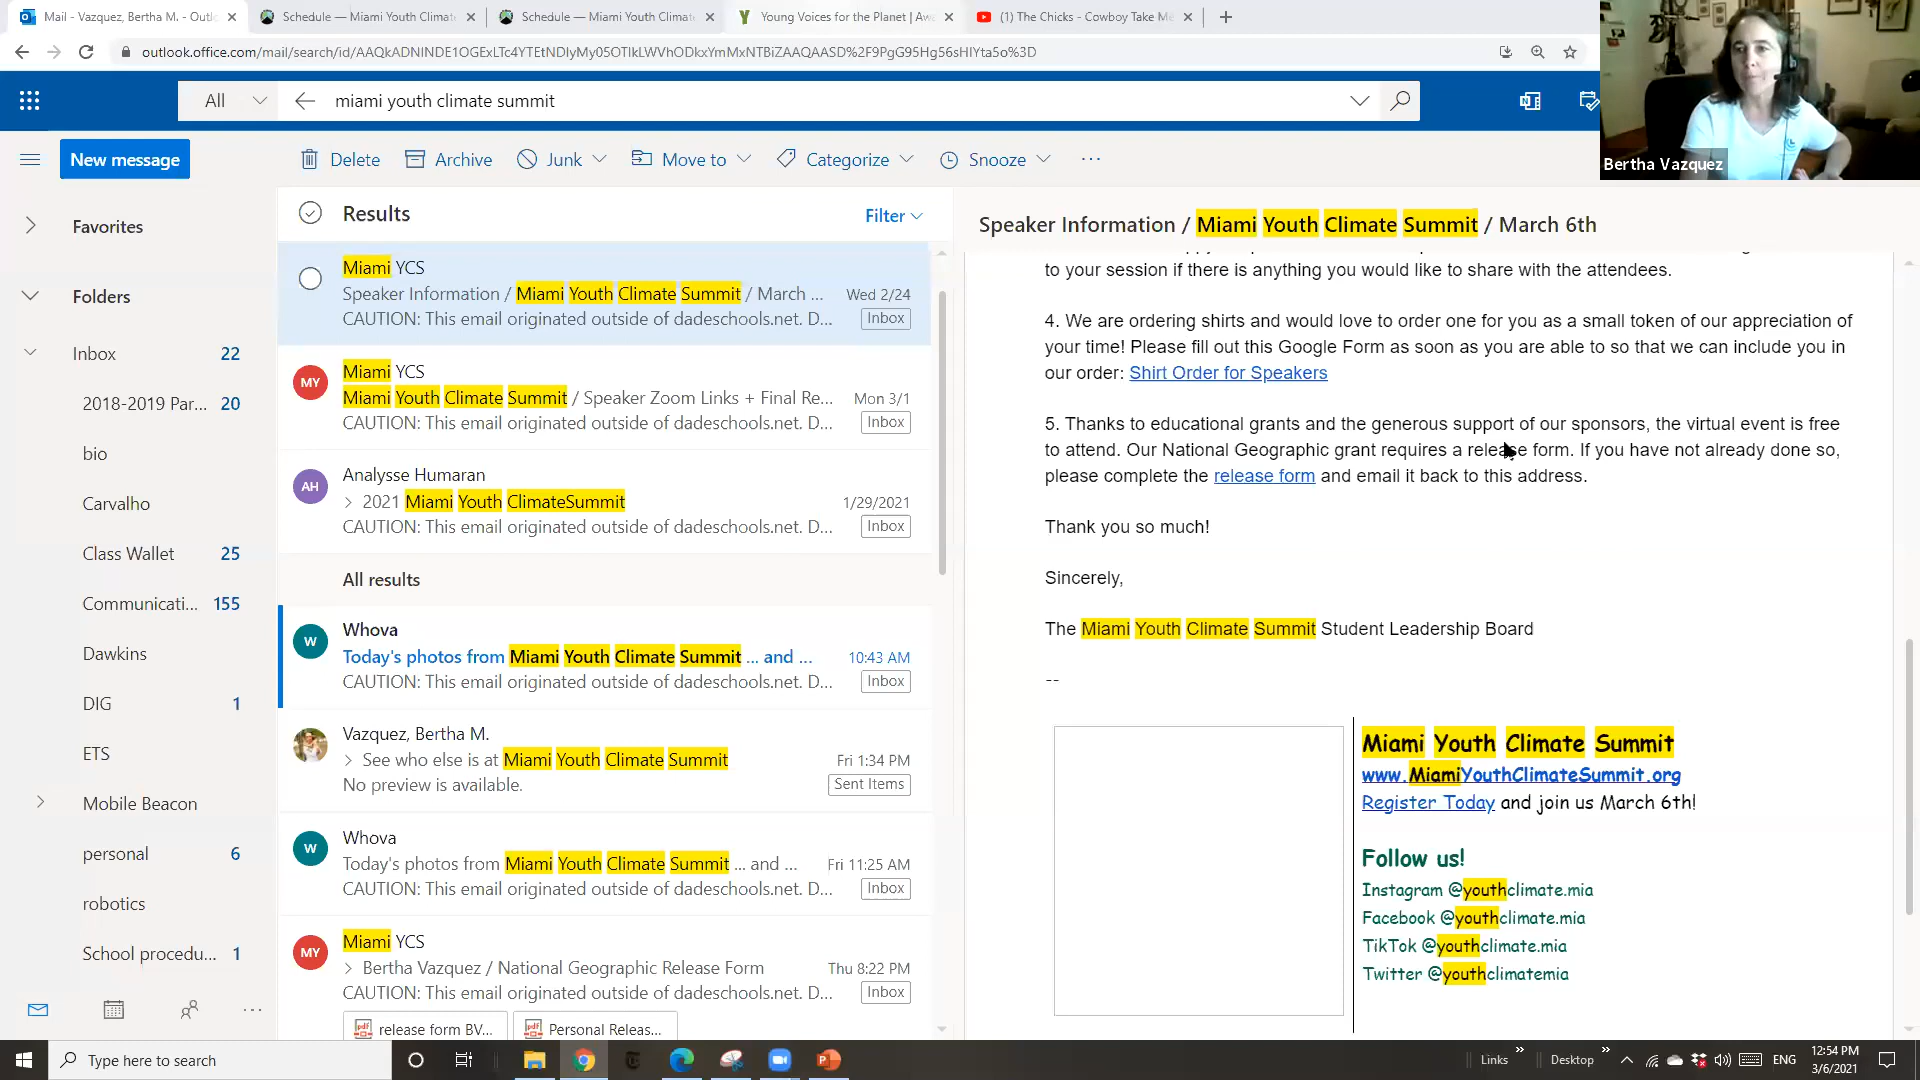 Mail - Vazquez, Bertha M. - Outl
Schedule — Miami Youth Climat
Schedule — Miami Youth Climat
Young Voices for the Planet | Aw
(1) The Chicks - Cowboy Take Me
outlook.office.com/mail/search/id/AAQkADNINDE1OGExLTc4YTEtNDIyMy05OTIkLWVhODkxYmMxNTBiZAAQAASD%2F9PgG95Hg56sHIYta5o%3D
All
miami youth climate summit
Bertha Vazquez
New message
Delete
Archive
Junk
Move to
Categorize
Snooze
Favorites
Folders
Inbox 22
2018-2019 Par... 20
bio
Carvalho
Class Wallet 25
Communicati... 155
Dawkins
DIG 1
ETS
Mobile Beacon
personal 6
robotics
School procedu... 1
Results
Filter
Miami YCS
Speaker Information / Miami Youth Climate Summit / March ... Wed 2/24
CAUTION: This email originated outside of dadeschools.net. D... Inbox
MY
Miami YCS
Miami Youth Climate Summit / Speaker Zoom Links + Final Re... Mon 3/1
CAUTION: This email originated outside of dadeschools.net. D... Inbox
AH
Analysse Humaran
2021 Miami Youth ClimateSummit 1/29/2021
CAUTION: This email originated outside of dadeschools.net. D... Inbox
All results
W
Whova
Today's photos from Miami Youth Climate Summit ... and ... 10:43 AM
CAUTION: This email originated outside of dadeschools.net. D... Inbox
Vazquez, Bertha M.
See who else is at Miami Youth Climate Summit Fri 1:34 PM
No preview is available. Sent Items
W
Whova
Today's photos from Miami Youth Climate Summit ... and ... Fri 11:25 AM
CAUTION: This email originated outside of dadeschools.net. D... Inbox
MY
Miami YCS
Bertha Vazquez / National Geographic Release Form Thu 8:22 PM
CAUTION: This email originated outside of dadeschools.net. D... Inbox
release form BV...
Personal Releas...
Speaker Information / Miami Youth Climate Summit / March 6th
to your session if there is anything you would like to share with the attendees.
4. We are ordering shirts and would love to order one for you as a small token of our appreciation of
your time! Please fill out this Google Form as soon as you are able to so that we can include you in
our order: Shirt Order for Speakers
5. Thanks to educational grants and the generous support of our sponsors, the virtual event is free
to attend. Our National Geographic grant requires a release form. If you have not already done so,
please complete the release form and email it back to this address.
Thank you so much!
Sincerely,
The Miami Youth Climate Summit Student Leadership Board
--
Miami Youth Climate Summit
www.MiamiYouthClimateSummit.org
Register Today and join us March 6th!
Follow us!
Instagram @youthclimate.mia
Facebook @youthclimate.mia
TikTok @youthclimate.mia
Twitter @youthclimatemia
Type here to search
Links
Desktop
ENG
12:54 PM
3/6/2021